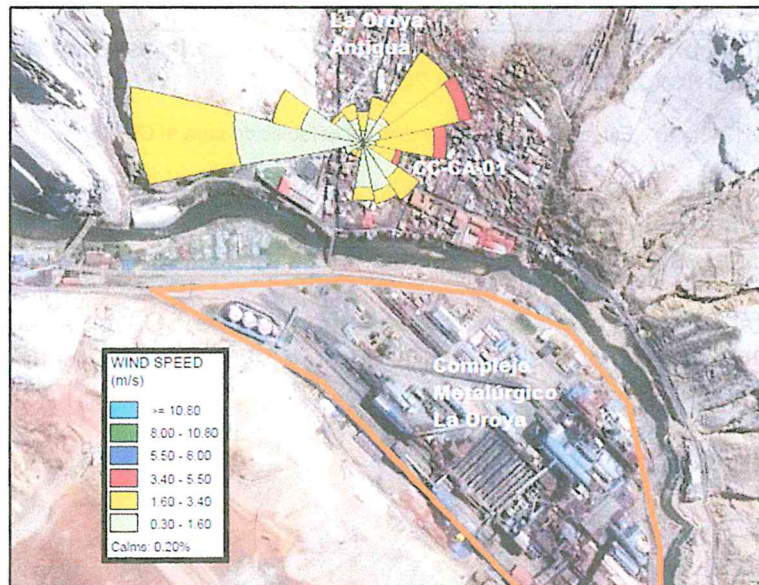 La Oroya
Antigua
CC-CA-01
Complejo
Metalúrgico
La Oroya
WIND SPEED
(m/s)
>= 10.80
8.00 - 10.80
5.50 - 8.00
3.40 - 5.50
1.60 - 3.40
0.30 - 1.60
Calms: 0.20%